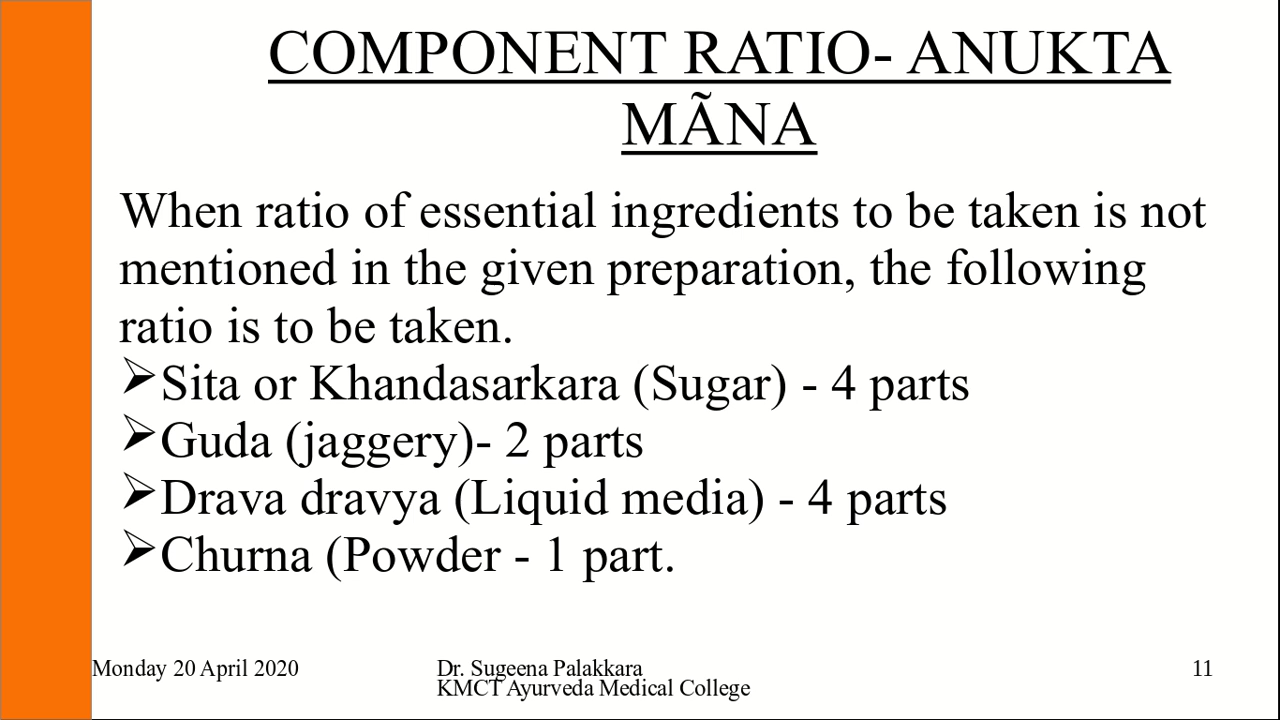 COMPONENT RATIO- ANUKTA
MÃNA
When ratio of essential ingredients to be taken is not
mentioned in the given preparation, the following
ratio is to be taken.
➢Sita or Khandasarkara (Sugar) - 4 parts
➢Guda (jaggery)- 2 parts
➢Drava dravya (Liquid media) - 4 parts
➢Churna (Powder - 1 part.
Monday 20 April 2020
Dr. Sugeena Palakkara
KMCT Ayurveda Medical College
11